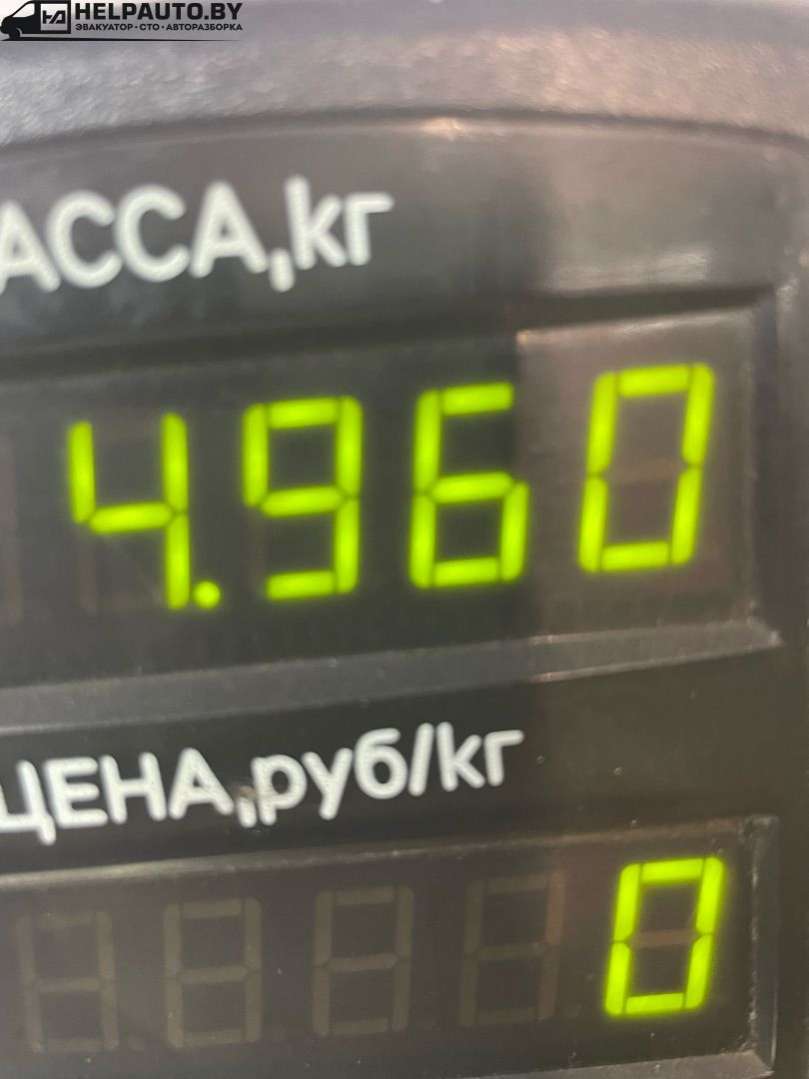 HELPAUTO.BY
ЭВАКУАТОР • СТО • АВТОРАЗБОРКА
АССА,кг
4.960
ЦЕНА,руб/кг
0